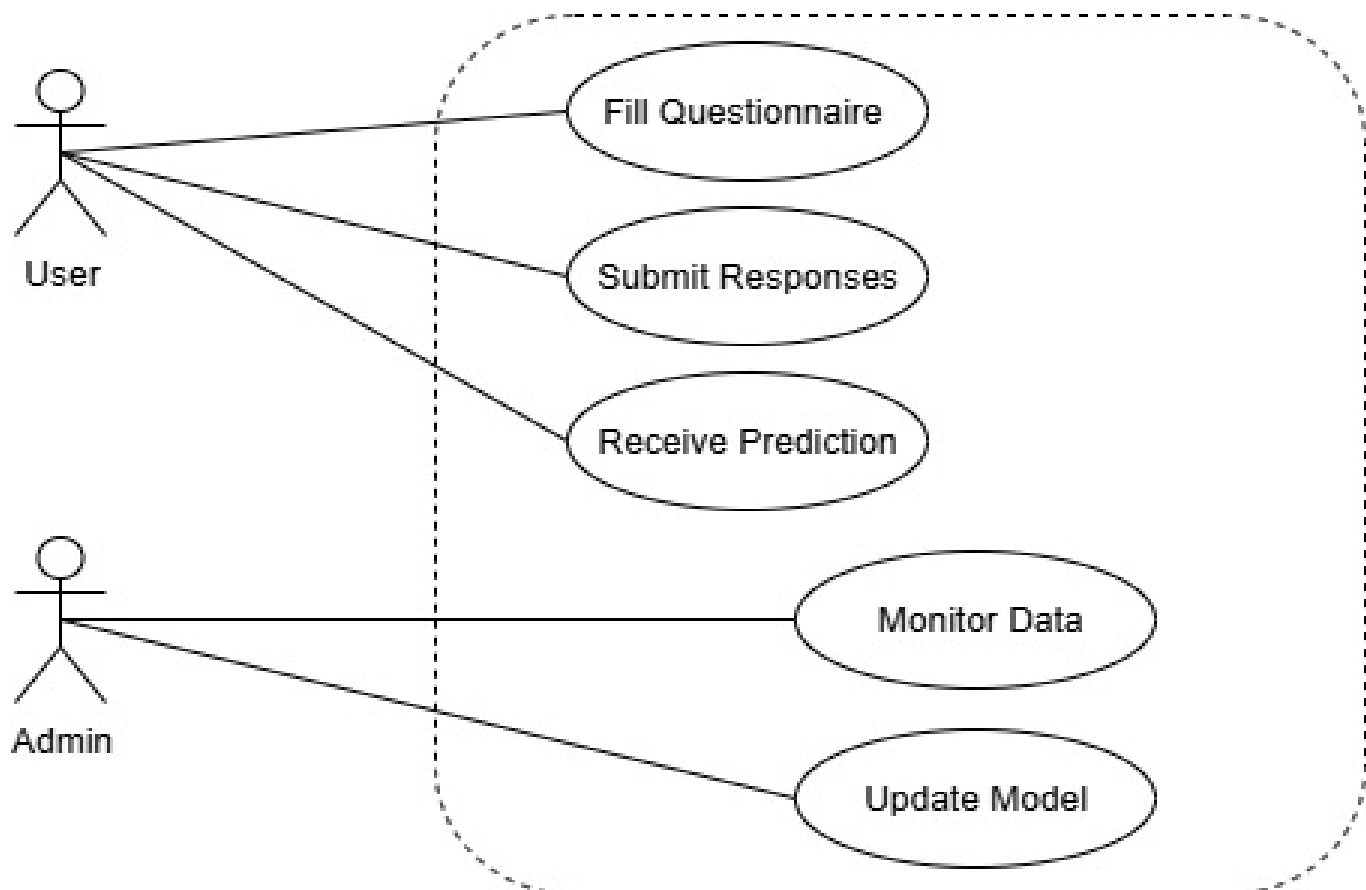 Fill Questionnaire
User
Submit Responses
Receive Prediction
Monitor Data
Admin
Update Model